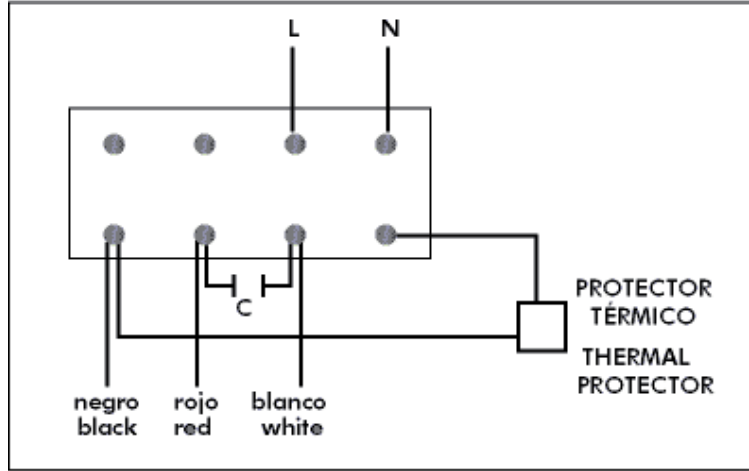 L N
C
PROTECTOR
TÉRMICO
THERMAL
PROTECTOR
negro rojo blanco
black red white